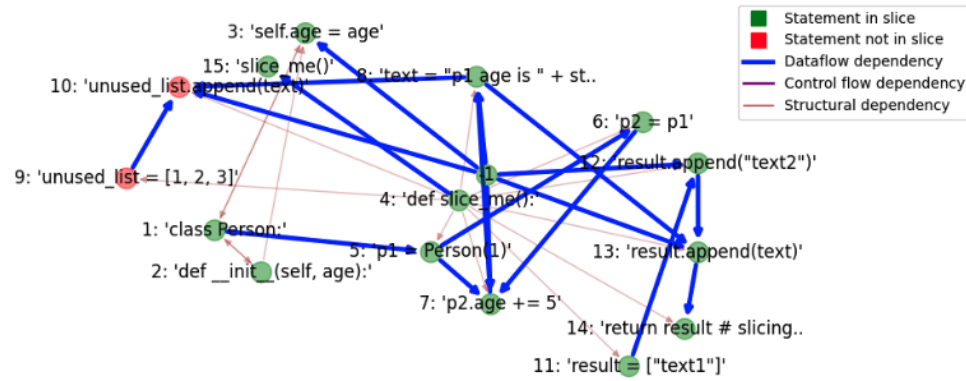 Statement in slice
Statement not in slice
Dataflow dependency
Control flow dependency
Structural dependency
3: 'self.age = age'
15: 'slice_me()'
8: 'text = "p1 age is " + st..
10: 'unused_list.append(text)'
6: 'p2 = p1'
12: 'result.append("text2")'
9: 'unused_list = [1, 2, 3]'
-1
4: 'def slice_me():'
1: 'class Person:'
5: 'p1 = Person(1)'
13: 'result.append(text)'
2: 'def __init__(self, age):'
7: 'p2.age += 5'
14: 'return result # slicing..
11: 'result = ["text1"]'